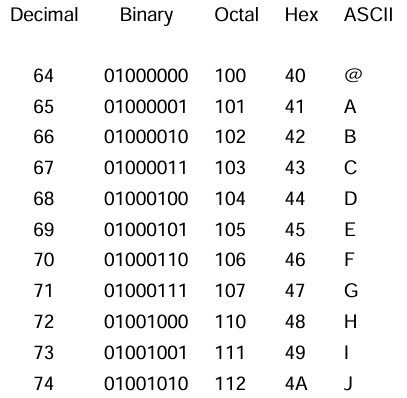 Decimal Binary Octal Hex ASCII
64 01000000 100 40 @
65 01000001 101 41 A
66 01000010 102 42 B
67 01000011 103 43 C
68 01000100 104 44 D
69 01000101 105 45 E
70 01000110 106 46 F
71 01000111 107 47 G
72 01001000 110 48 H
73 01001001 111 49 I
74 01001010 112 4A J